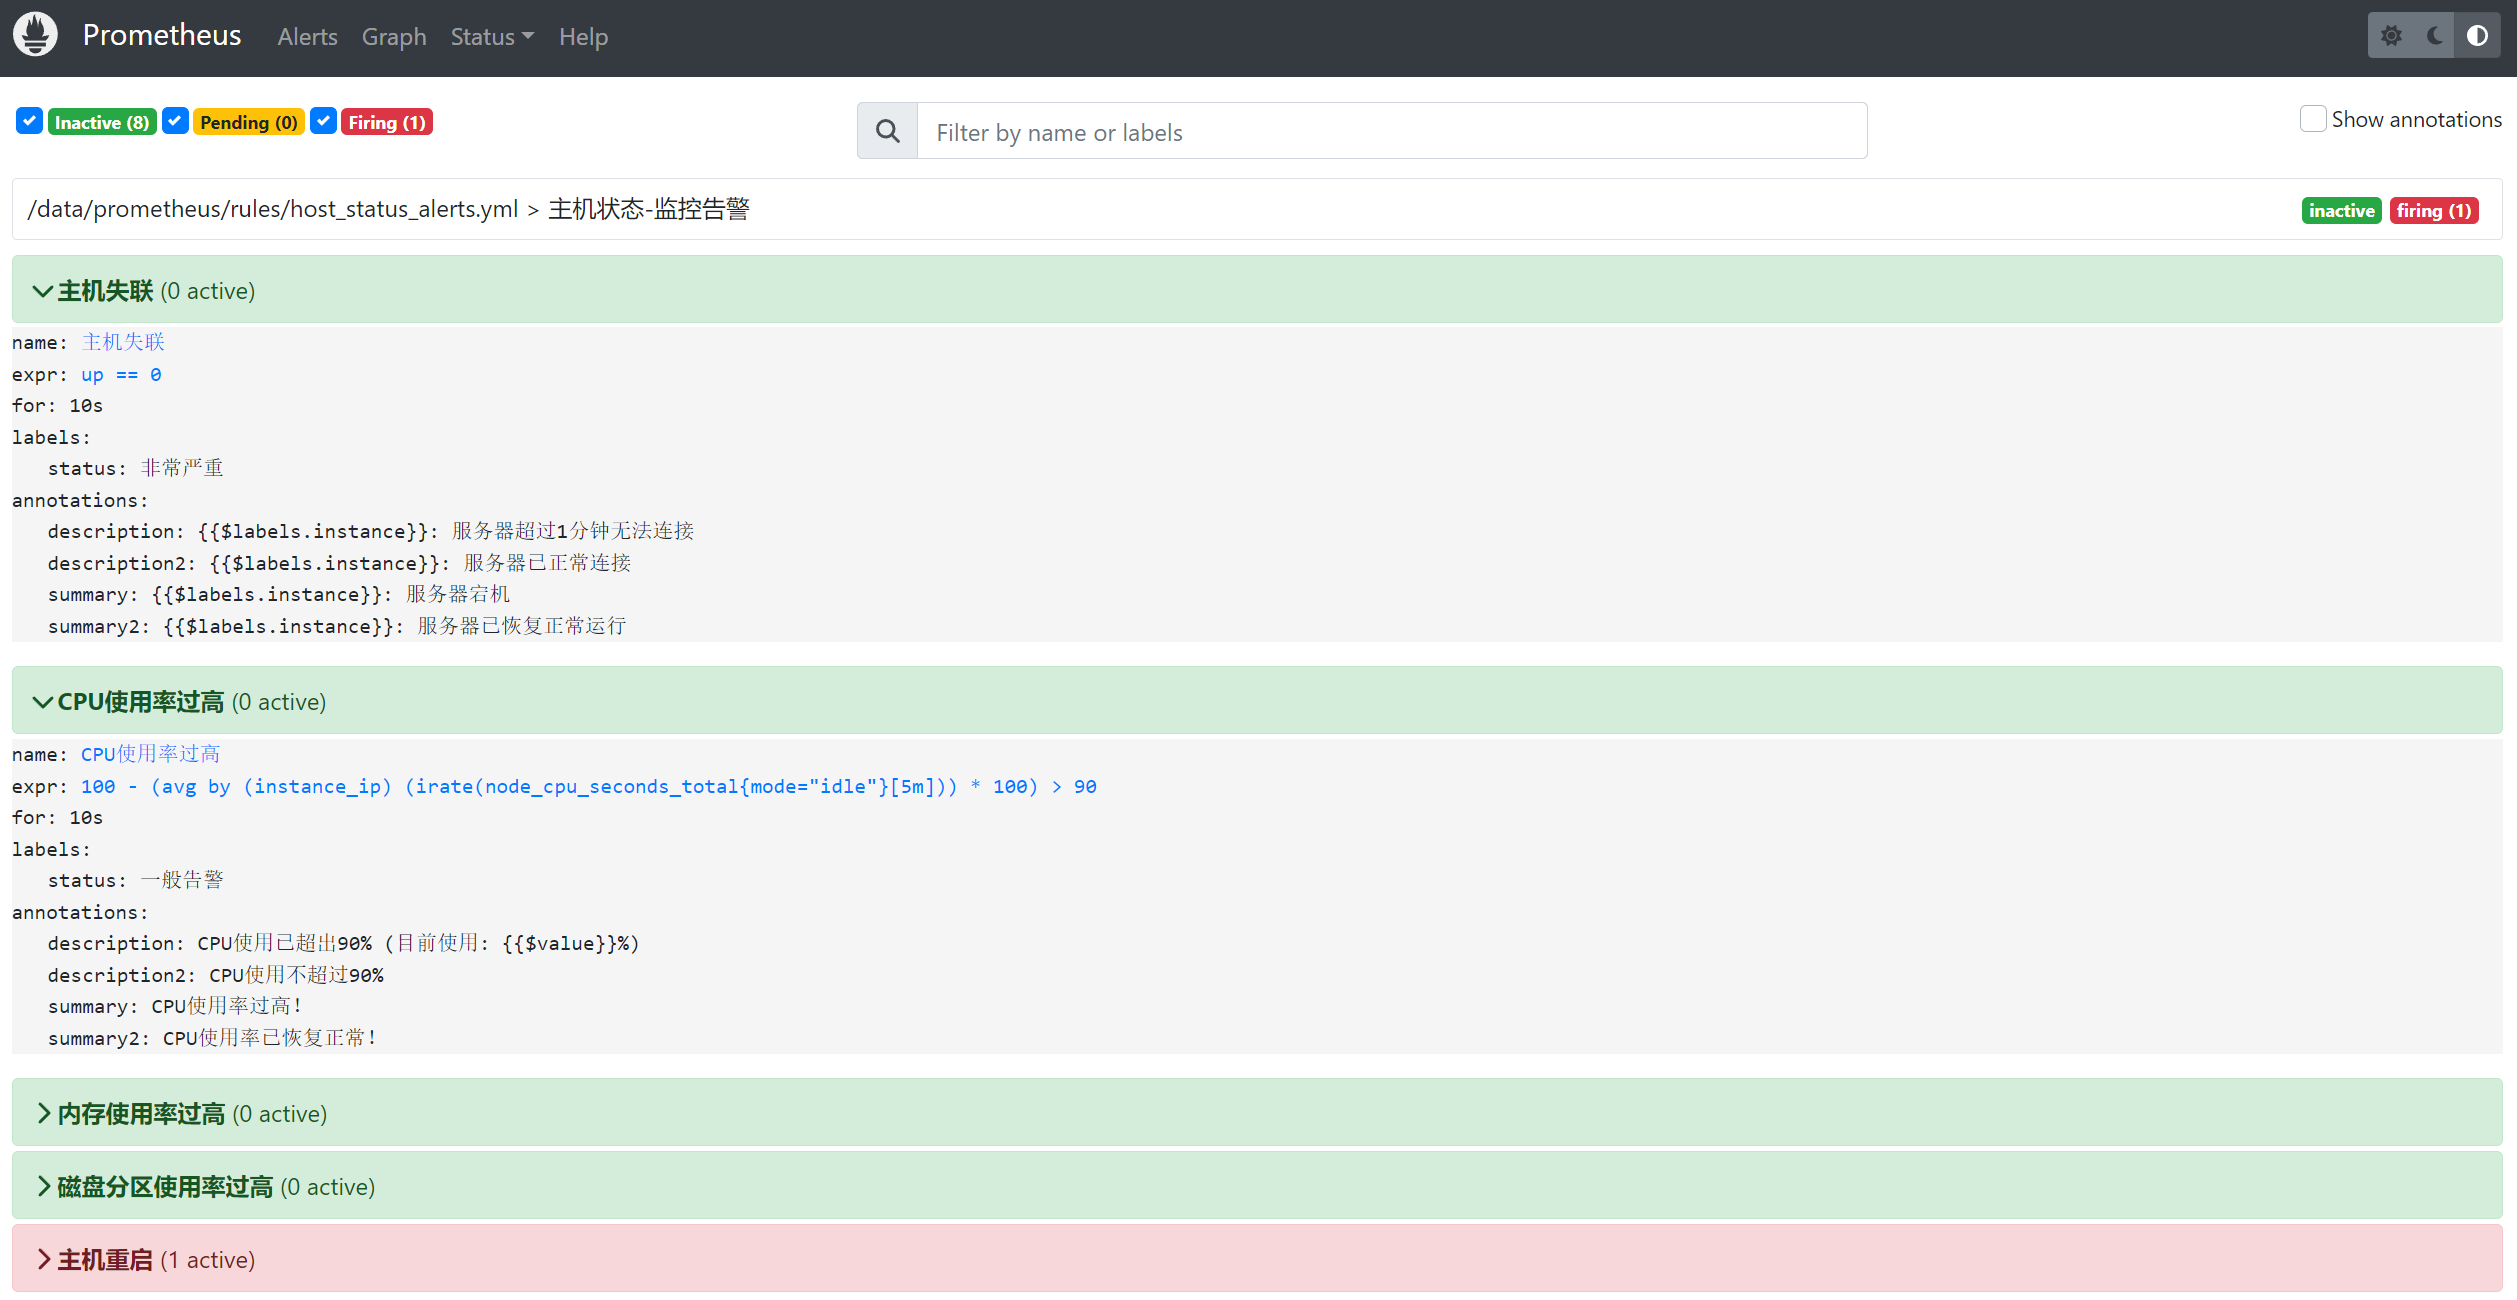 Prometheus Alerts Graph Status Help
Inactive (8) Pending (0) Firing (1)
Filter by name or labels
Show annotations
/data/prometheus/rules/host_status_alerts.yml > 主机状态-监控告警
inactive firing (1)
主机失联 (0 active)
name: 主机失联
expr: up == 0
for: 10s
labels:
status: 非常严重
annotations:
description: {{$labels.instance}}: 服务器超过1分钟无法连接
description2: {{$labels.instance}}: 服务器已正常连接
summary: {{$labels.instance}}: 服务器宕机
summary2: {{$labels.instance}}: 服务器已恢复正常运行
CPU使用率过高 (0 active)
name: CPU使用率过高
expr: 100 - (avg by (instance_ip) (irate(node_cpu_seconds_total{mode="idle"}[5m])) * 100) > 90
for: 10s
labels:
status: 一般告警
annotations:
description: CPU使用已超出90% (目前使用: {{$value}}%)
description2: CPU使用不超过90%
summary: CPU使用率过高！
summary2: CPU使用率已恢复正常！
内存使用率过高 (0 active)
磁盘分区使用率过高 (0 active)
主机重启 (1 active)